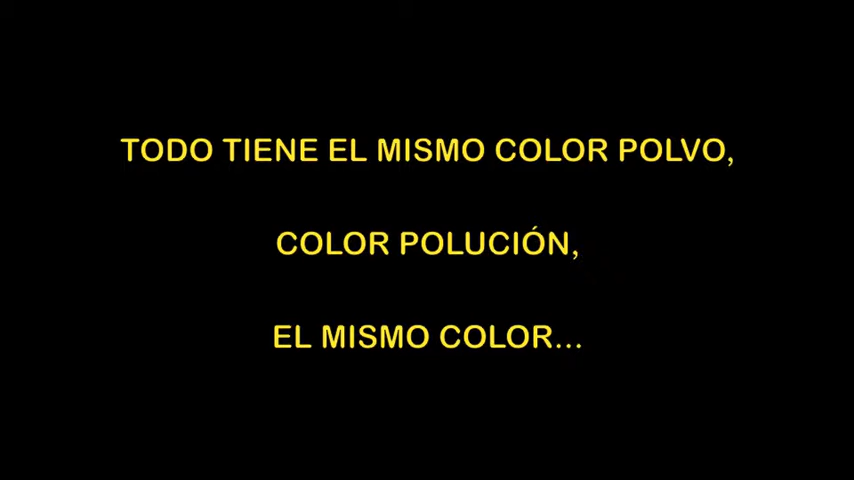 TODO TIENE EL MISMO COLOR POLVO,
COLOR POLUCIÓN,
EL MISMO COLOR...